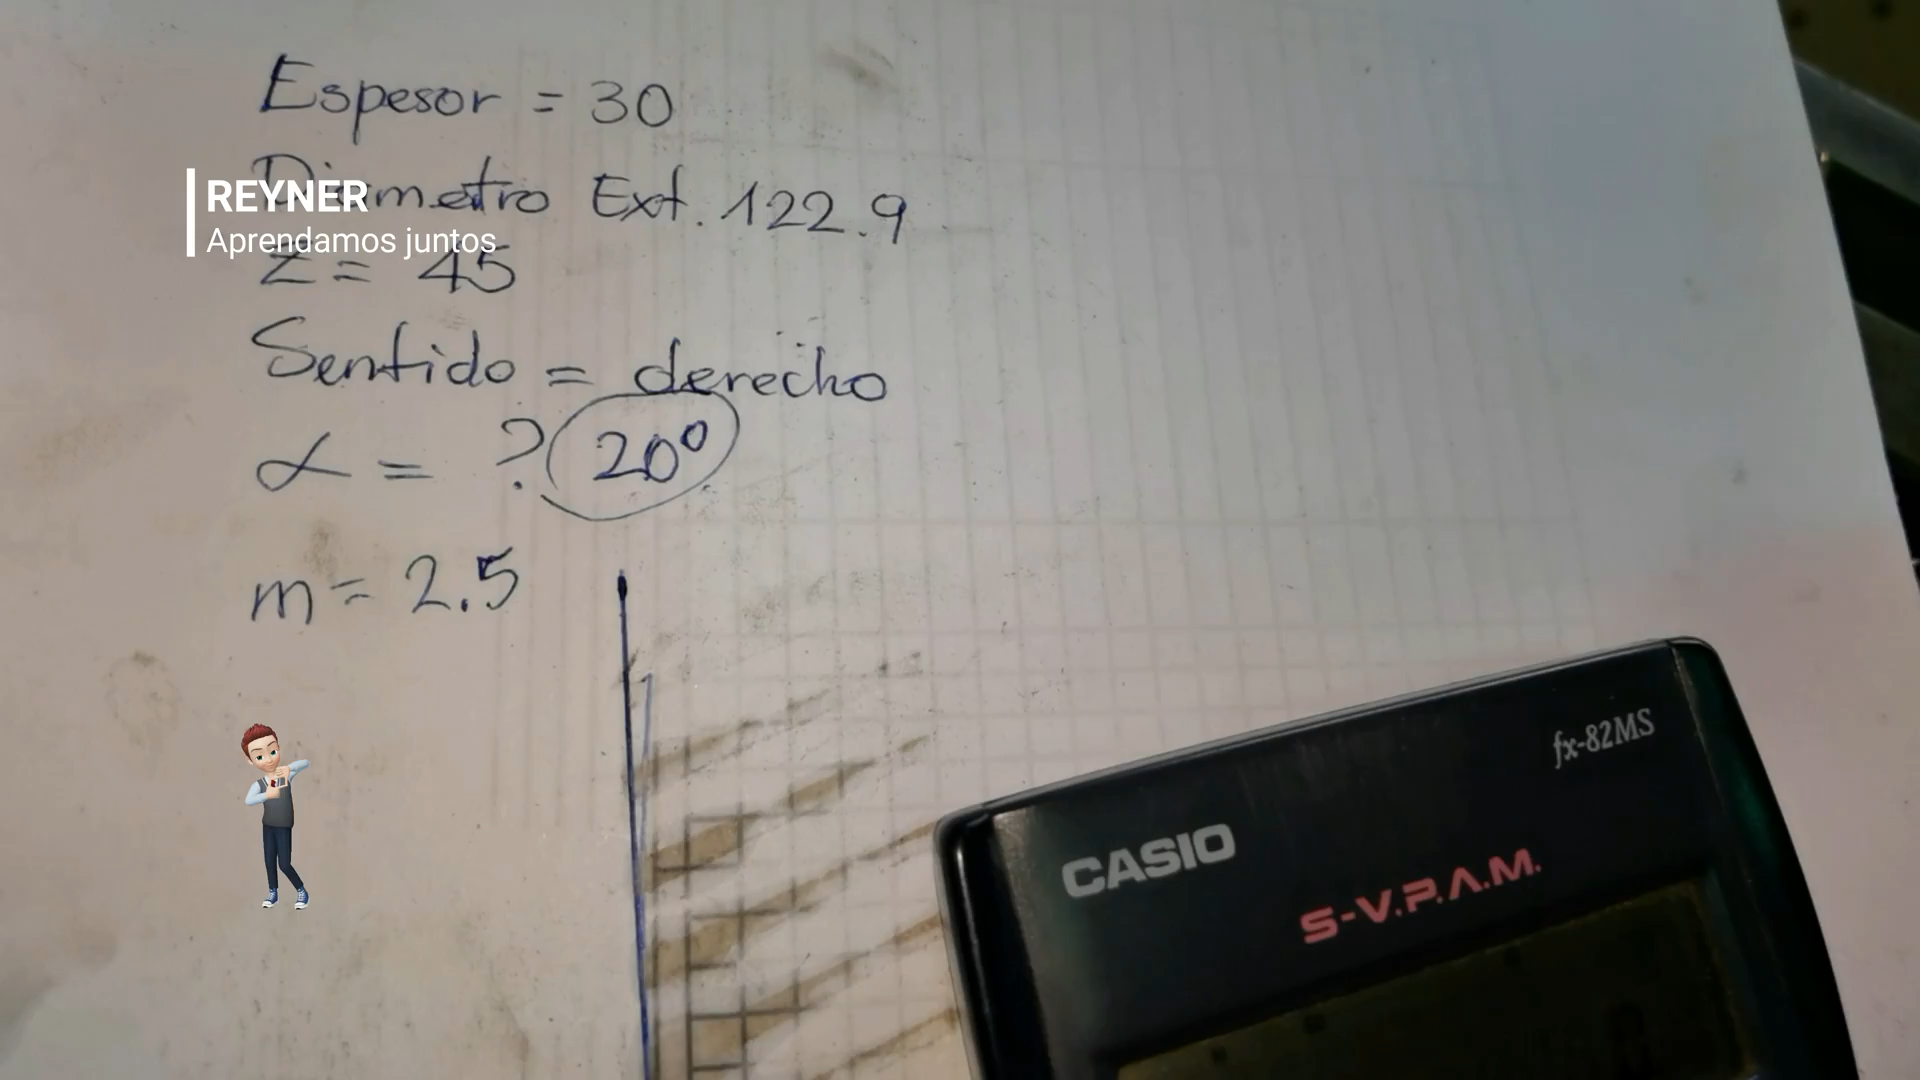 Espesor = 30
Diametro Ext. 122.9
REYNER
Aprendamos juntos
Z = 45
Sentido = derecho
α = ? 20°
m = 2.5
fx-82MS
CASIO
S-V.P.A.M.